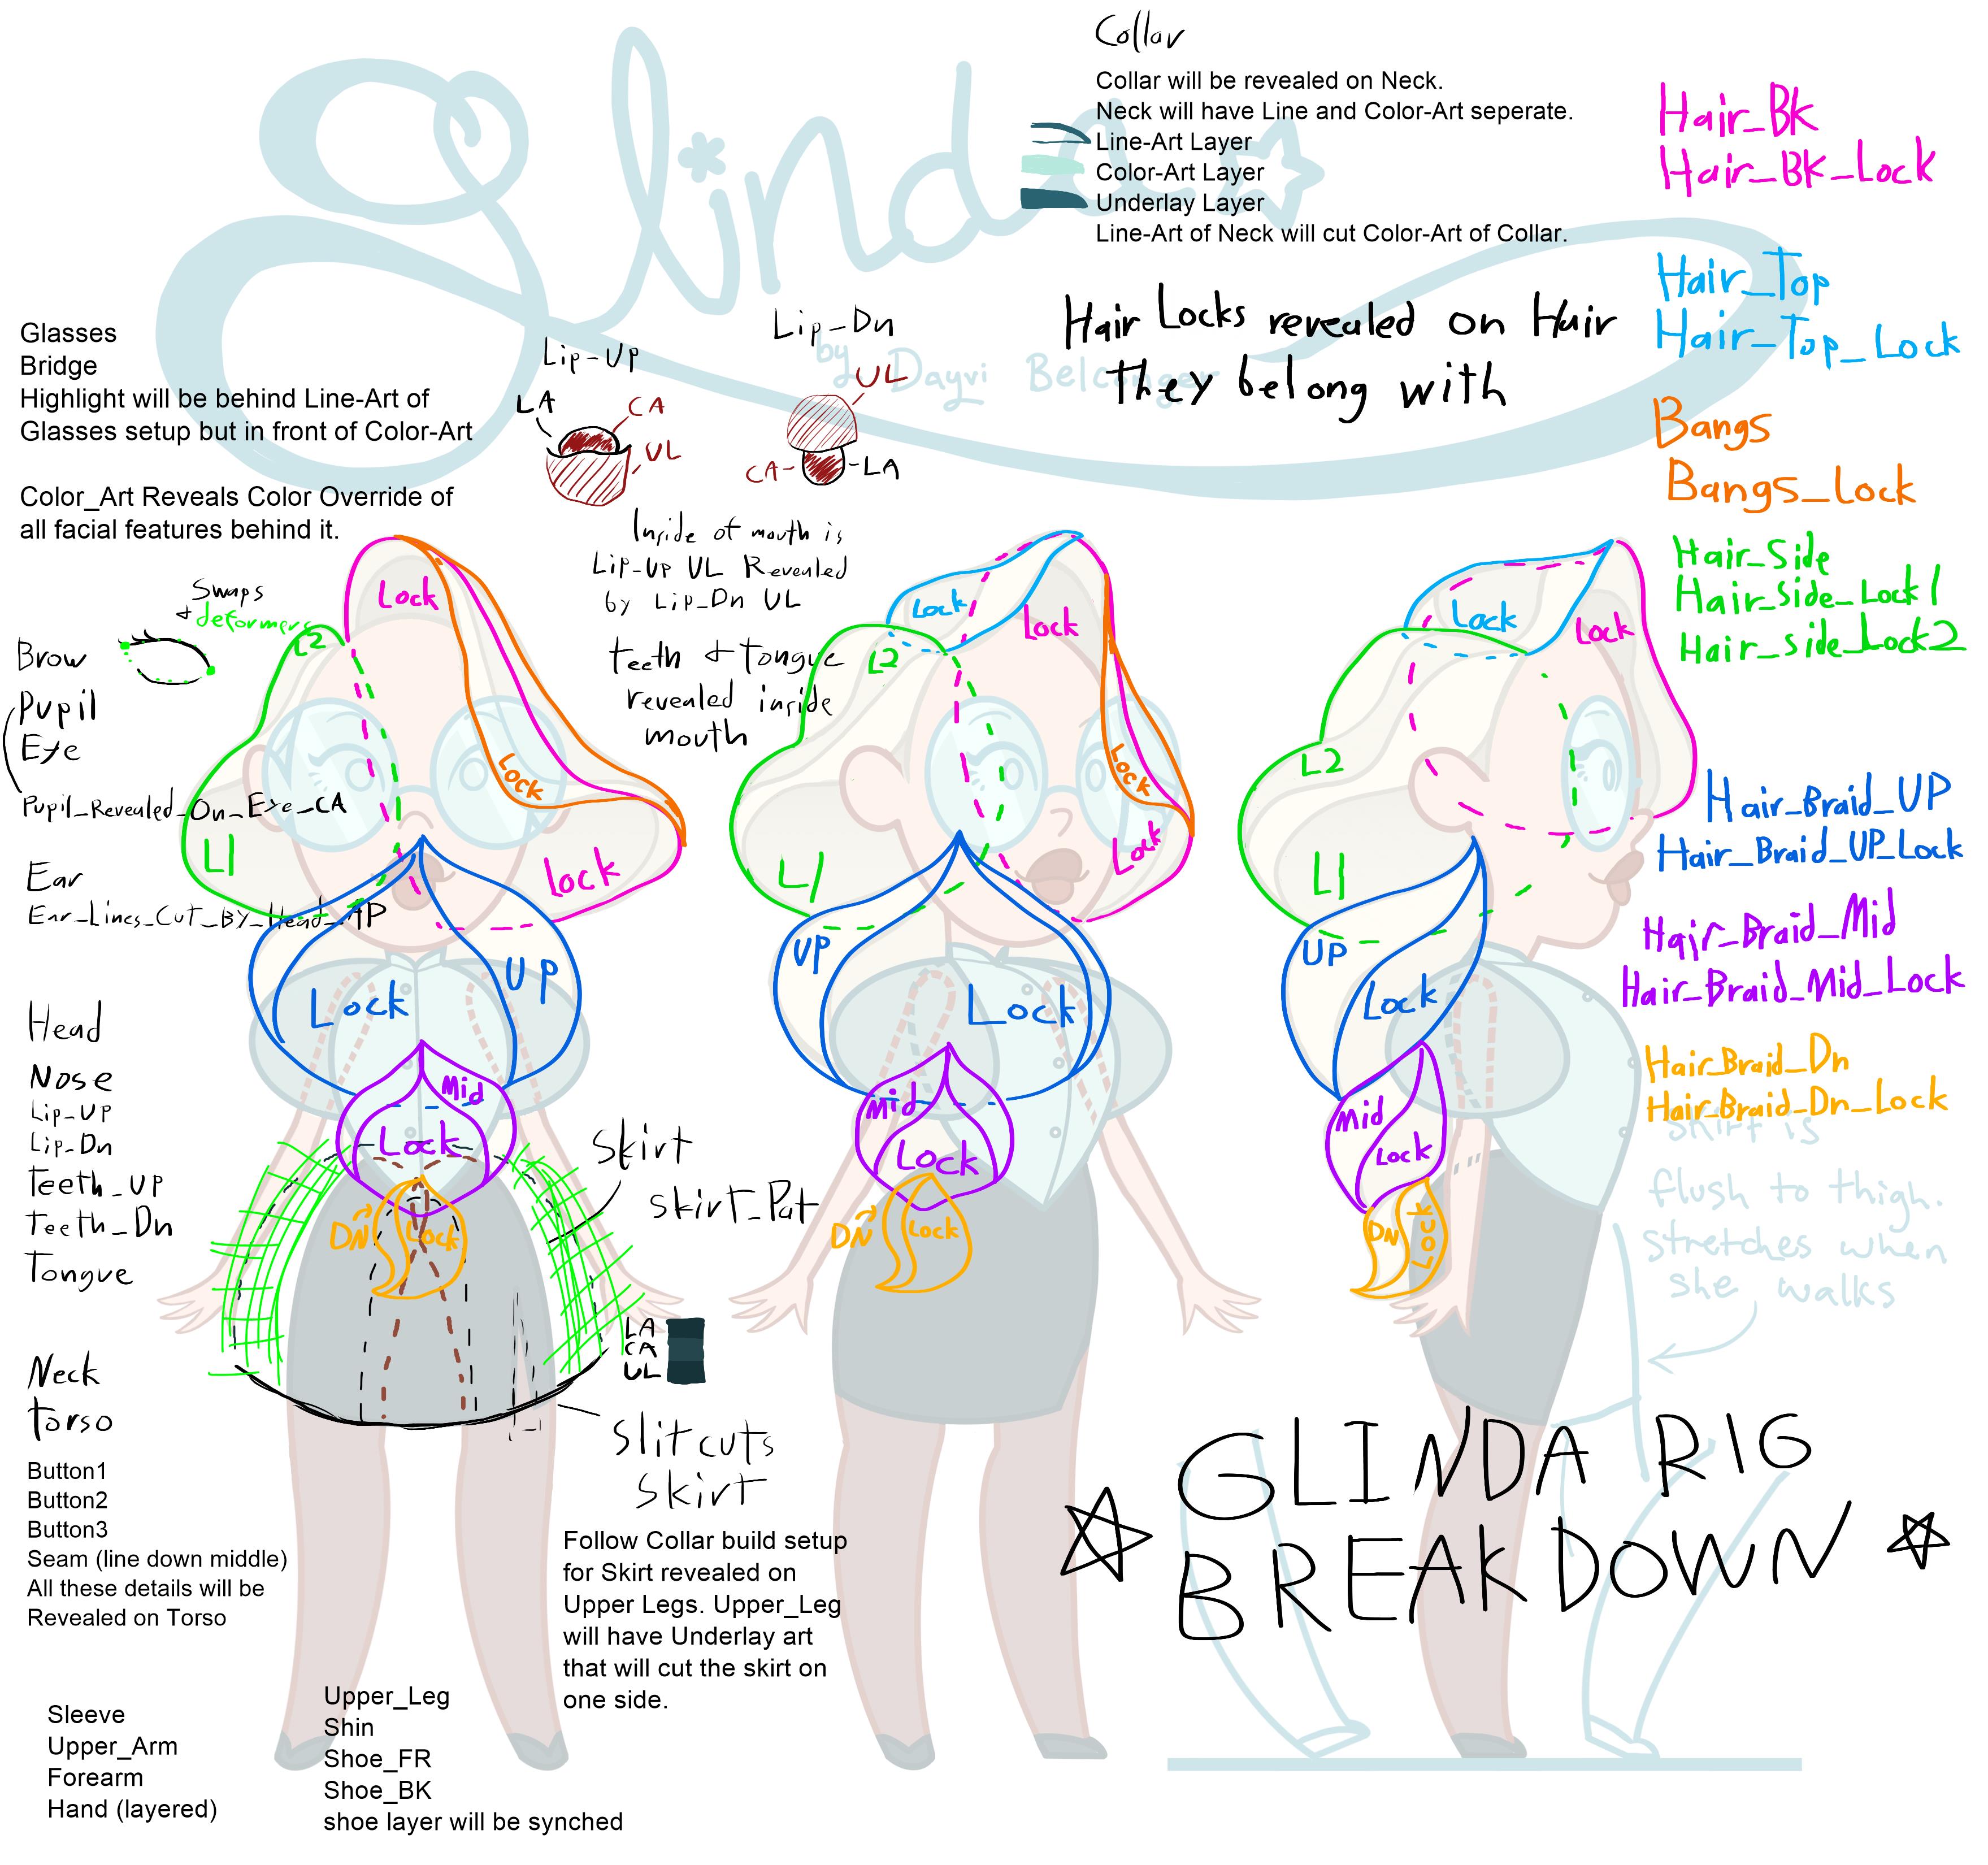 Glinda
by Dayvi Belconger
Collar
Collar will be revealed on Neck.
Neck will have Line and Color-Art seperate.
Line-Art Layer
Color-Art Layer
Underlay Layer
Line-Art of Neck will cut Color-Art of Collar.
Hair Locks revealed on Hair
they belong with
Hair_Bk
Hair_Bk_Lock
Hair_Top
Hair_Top_Lock
Bangs
Bangs_Lock
Hair_Side
Hair_Side_Lock1
Hair_Side_Lock2
Hair_Braid_UP
Hair_Braid_UP_Lock
Hair_Braid_Mid
Hair_Braid_Mid_Lock
Hair_Braid_Dn
Hair_Braid_Dn_Lock
Glasses
Bridge
Highlight will be behind Line-Art of
Glasses setup but in front of Color-Art
Color_Art Reveals Color Override of
all facial features behind it.
Lip-UP
LA
CA
UL
Lip-Dn
UL
CA
LA
Inside of mouth is
Lip-UP UL Revealed
by Lip_Dn UL
teeth + tongue
revealed inside
mouth
Swaps
+ deformers
Brow
Pupil
Eye
Pupil_Revealed_On_Eye_CA
Ear
Ear_Lines_Cut_By_Head_AP
Head
Nose
Lip-UP
Lip-Dn
Teeth_UP
Teeth_Dn
Tongue
Neck
torso
Button1
Button2
Button3
Seam (line down middle)
All these details will be
Revealed on Torso
Sleeve
Upper_Arm
Forearm
Hand (layered)
Upper_Leg
Shin
Shoe_FR
Shoe_BK
shoe layer will be synched
Lock
L2
Lock
L1
Lock
UP
Lock
Mid
Lock
DN
Lock
Skirt
Skirt_Pat
LA
CA
UL
Slit cuts
Skirt
Follow Collar build setup
for Skirt revealed on
Upper Legs. Upper_Leg
will have Underlay art
that will cut the skirt on
one side.
Lock
Lock
L2
Lock
L1
Lock
UP
Lock
Mid
Lock
DN
Lock
Lock
Lock
L2
L1
UP
Lock
Mid
Lock
DN
Lock
Skirt is
flush to thigh.
Stretches when
she walks
GLINDA RIG
BREAKDOWN